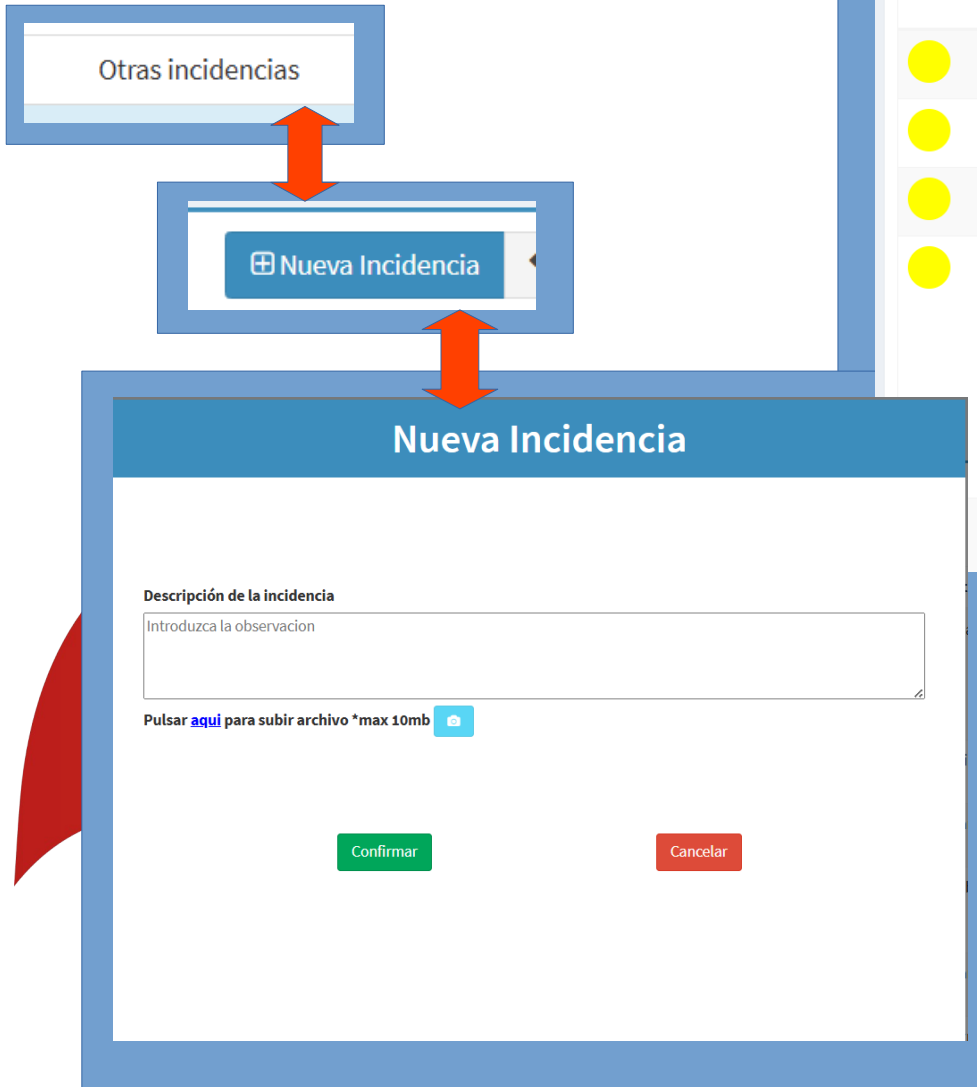 Otras incidencias
Nueva Incidencia
Nueva Incidencia
Descripción de la incidencia
Introduzca la observacion
Pulsar aqui para subir archivo *max 10mb
Confirmar
Cancelar